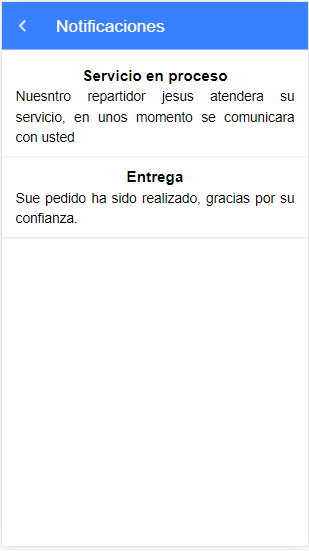 Notificaciones
Servicio en proceso
Nuesntro repartidor jesus atendera su
servicio, en unos momento se comunicara
con usted
Entrega
Sue pedido ha sido realizado, gracias por su
confianza.